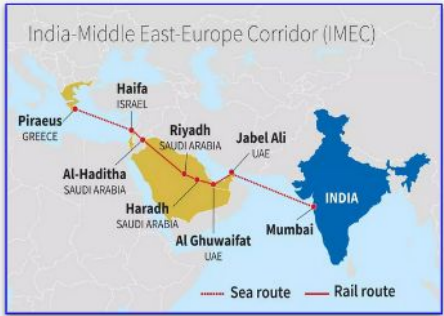 India-Middle East-Europe Corridor (IMEC)
Haifa
ISRAEL
Piraeus
GREECE
Riyadh
SAUDI ARABIA
Jabel Ali
UAE
Al-Haditha
SAUDI ARABIA
Haradh
SAUDI ARABIA
Al Ghuwaifat
UAE
Mumbai
INDIA
Sea route
Rail route